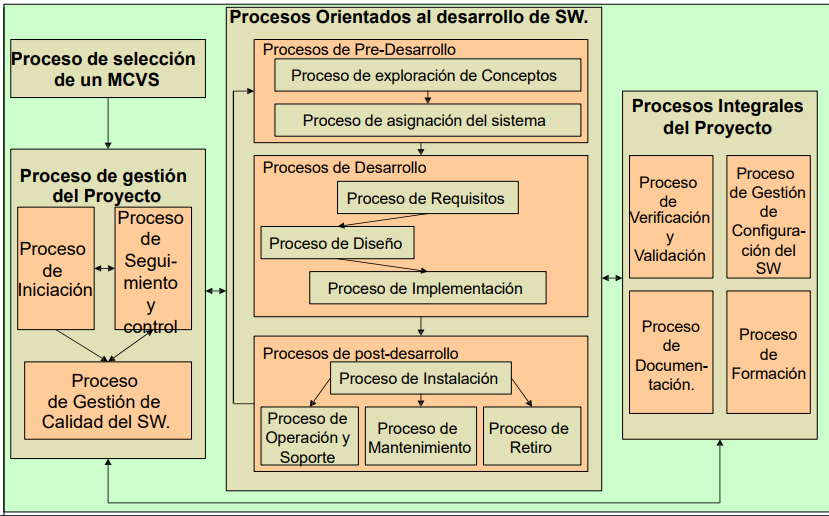 Proceso de selección
de un MCVS
Proceso de gestión
del Proyecto
Proceso
de
Iniciación
Proceso
de
Segui-
miento
y
control
Proceso
de Gestión de
Calidad del SW.
Procesos Orientados al desarrollo de SW.
Procesos de Pre-Desarrollo
Proceso de exploración de Conceptos
Proceso de asignación del sistema
Procesos de Desarrollo
Proceso de Requisitos
Proceso de Diseño
Proceso de Implementación
Procesos de post-desarrollo
Proceso de Instalación
Proceso de
Operación y
Soporte
Proceso de
Mantenimiento
Proceso de
Retiro
Procesos Integrales
del Proyecto
Proceso
de
Verificación
y
Validación
Proceso
de Gestión
de
Configura-
ción del
SW
Proceso
de
Documen-
tación.
Proceso
de
Formación